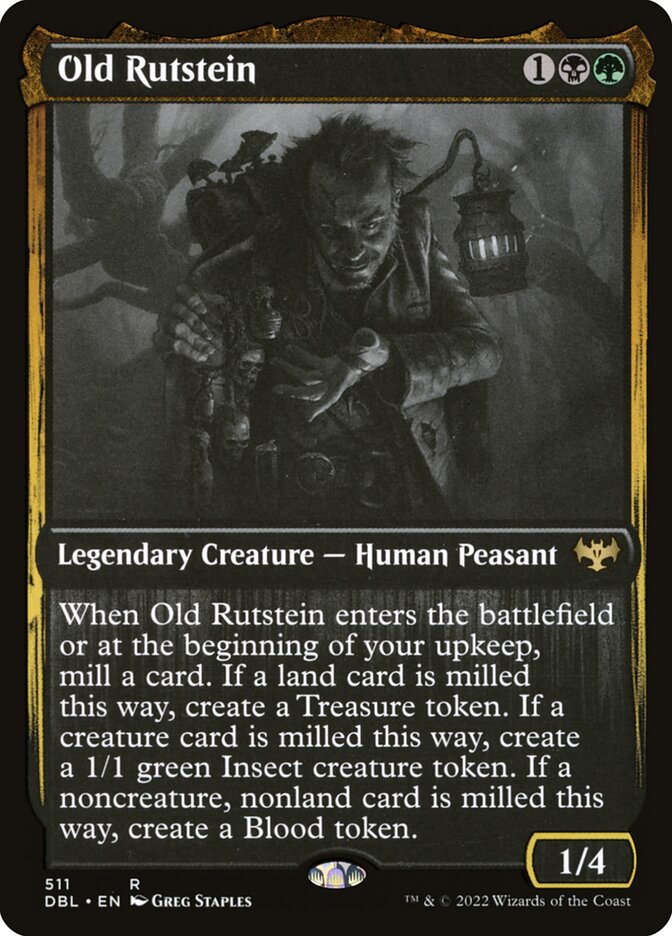 Old Rutstein 1
Legendary Creature — Human Peasant
When Old Rutstein enters the battlefield
or at the beginning of your upkeep,
mill a card. If a land card is milled
this way, create a Treasure token. If a
creature card is milled this way, create
a 1/1 green Insect creature token. If a
noncreature, nonland card is milled this
way, create a Blood token.
1/4
511 R
DBL • EN Greg Staples ™ & © 2022 Wizards of the Coast